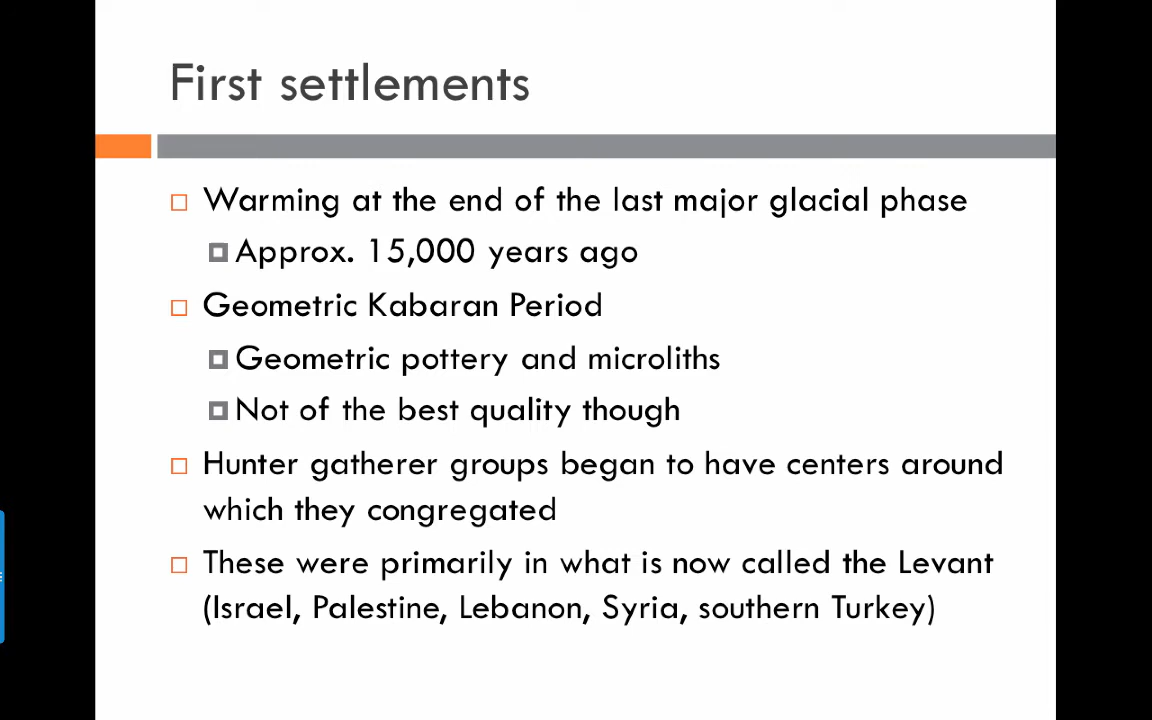 First settlements
Warming at the end of the last major glacial phase
Approx. 15,000 years ago
Geometric Kabaran Period
Geometric pottery and microliths
Not of the best quality though
Hunter gatherer groups began to have centers around
which they congregated
These were primarily in what is now called the Levant
(Israel, Palestine, Lebanon, Syria, southern Turkey)